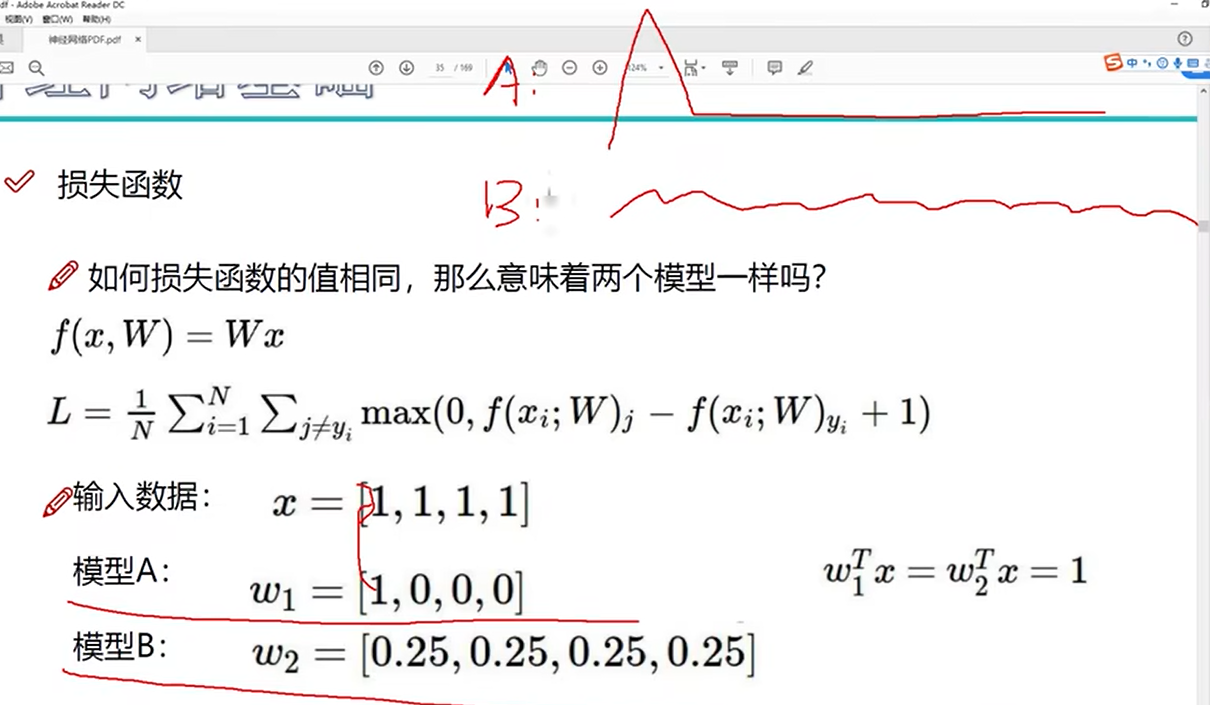 df - Adobe Acrobat Reader DC
视图(V) 窗口(W) 帮助(H)
神经网络PDF.pdf ×
35 / 169
124%
中
A:
B:
损失函数
如何损失函数的值相同，那么意味着两个模型一样吗？
f(x, W) = Wx
L = \frac{1}{N} \sum_{i=1}^{N} \sum_{j≠y_i} max(0, f(x_i; W)_j − f(x_i; W)_{y_i} + 1)
输入数据： x = [1, 1, 1, 1]
模型A： w_1 = [1, 0, 0, 0]
w_1^T x = w_2^T x = 1
模型B： w_2 = [0.25, 0.25, 0.25, 0.25]